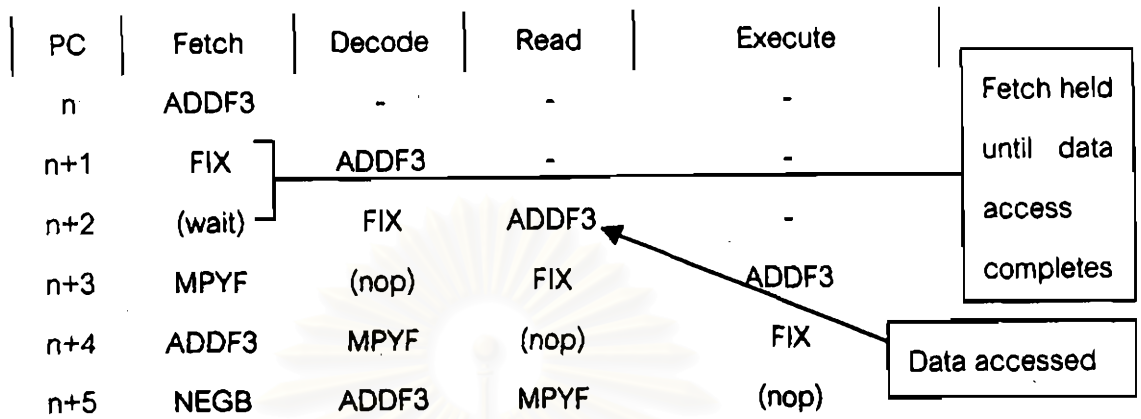 PC Fetch Decode Read Execute
n ADDF3 - - -
n+1 FIX ADDF3 - -
n+2 (wait) FIX ADDF3 -
n+3 MPYF (nop) FIX ADDF3
n+4 ADDF3 MPYF (nop) FIX
n+5 NEGB ADDF3 MPYF (nop)
Fetch held
until data
access
completes
Data accessed